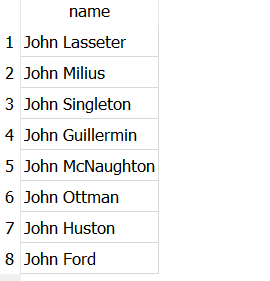 name
1 John Lasseter
2 John Milius
3 John Singleton
4 John Guillermin
5 John McNaughton
6 John Ottman
7 John Huston
8 John Ford